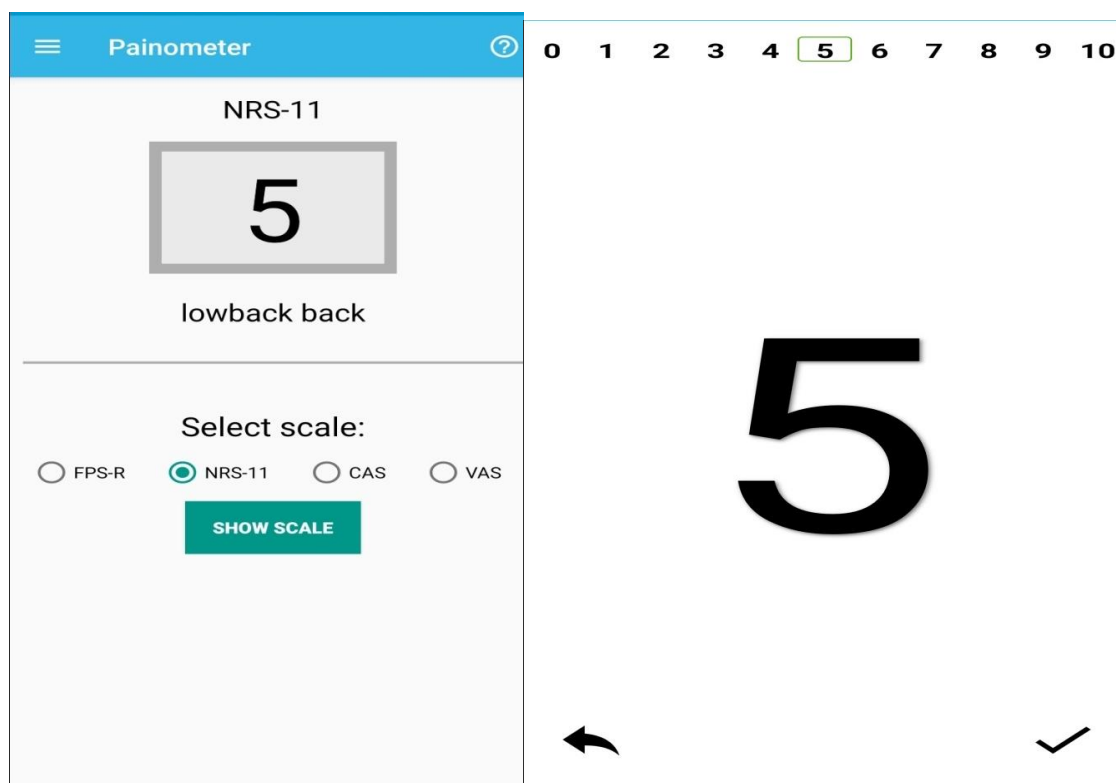 Painometer
NRS-11
5
lowback back
Select scale:
FPS-R NRS-11 CAS VAS
SHOW SCALE
0 1 2 3 4 5 6 7 8 9 10
5